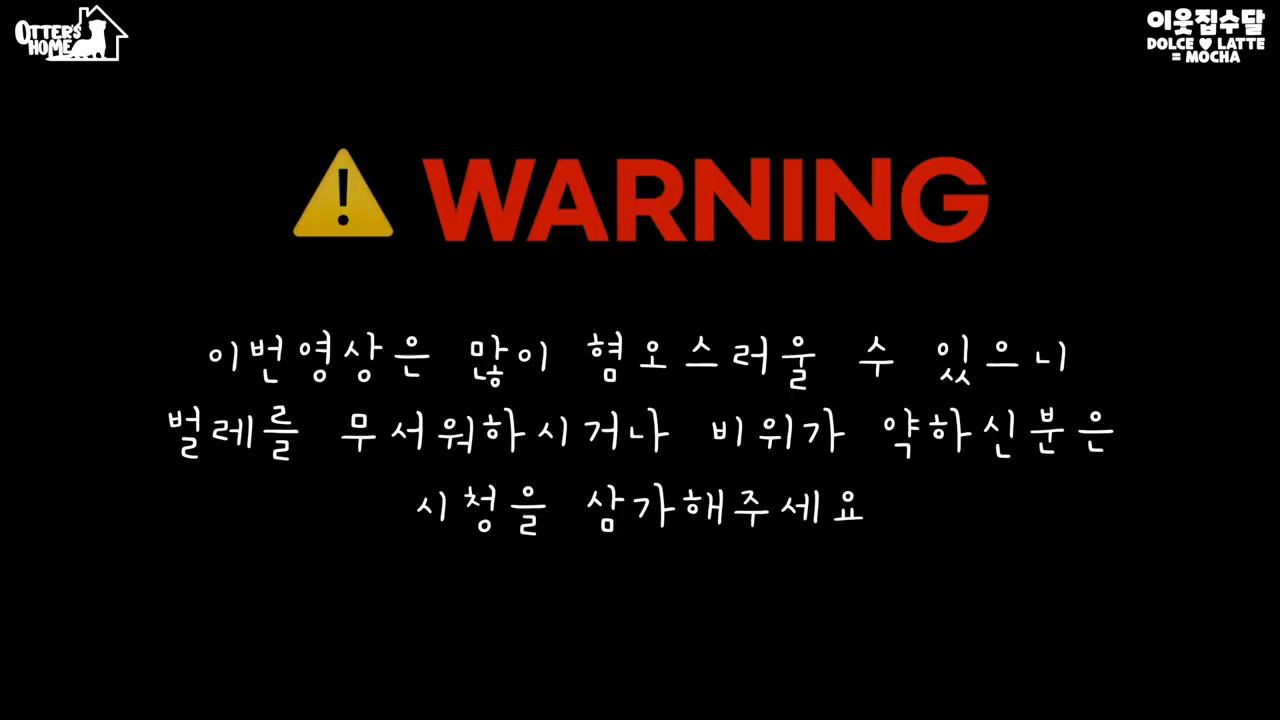 OTTER'S
HOME
이웃집수달
DOLCE ♥ LATTE
= MOCHA
! WARNING
이번영상은 많이 혐오스러울 수 있으니
벌레를 무서워하시거나 비위가 약하신분은
시청을 삼가해주세요